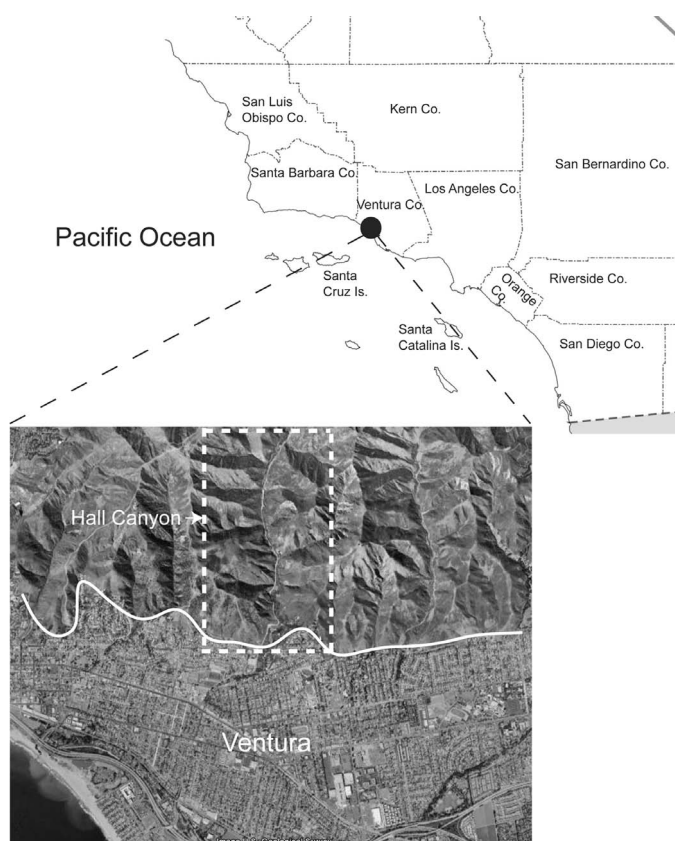 San Luis
Obispo Co.
Kern Co.
San Bernardino Co.
Santa Barbara Co.
Los Angeles Co.
Ventura Co.
Pacific Ocean
Santa
Cruz Is.
Orange
Co.
Riverside Co.
Santa
Catalina Is.
San Diego Co.
Hall Canyon
Ventura